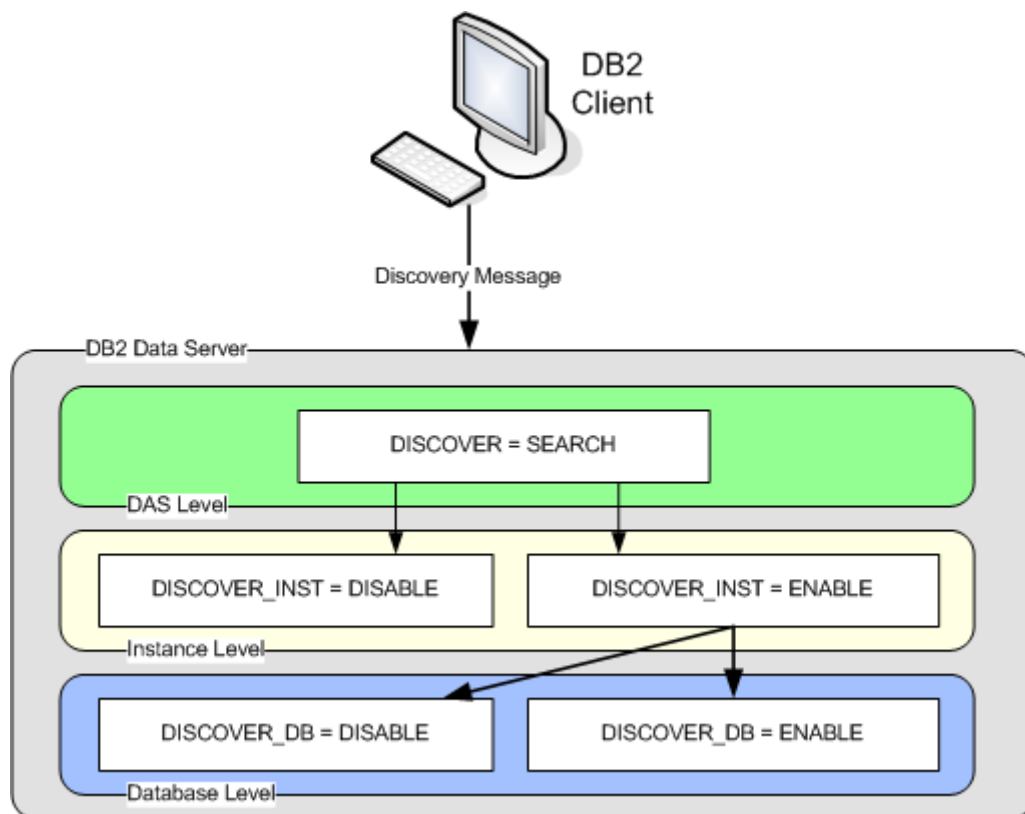 DB2
Client
Discovery Message
DB2 Data Server
DISCOVER = SEARCH
DAS Level
DISCOVER_INST = DISABLE
DISCOVER_INST = ENABLE
Instance Level
DISCOVER_DB = DISABLE
DISCOVER_DB = ENABLE
Database Level